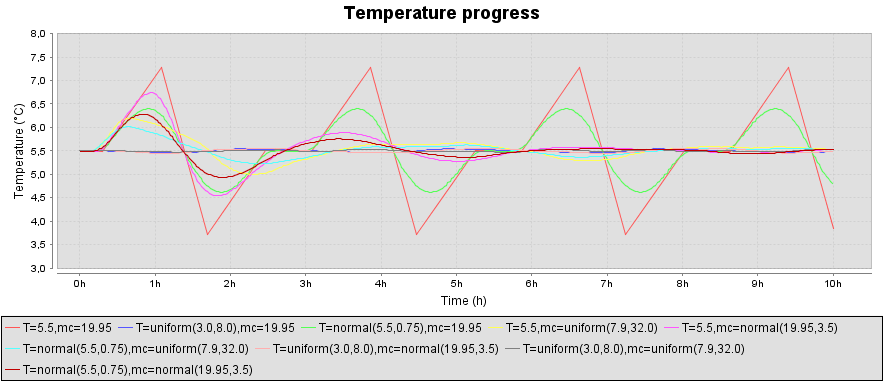 Temperature progress
8,0
7,5
7,0
6,5
6,0
5,5
5,0
4,5
4,0
3,5
3,0
Temperature (°C)
0h 1h 2h 3h 4h 5h 6h 7h 8h 9h 10h
Time (h)
T=5.5,mc=19.95 T=uniform(3.0,8.0),mc=19.95 T=normal(5.5,0.75),mc=19.95 T=5.5,mc=uniform(7.9,32.0) T=5.5,mc=normal(19.95,3.5)
T=normal(5.5,0.75),mc=uniform(7.9,32.0) T=uniform(3.0,8.0),mc=normal(19.95,3.5) T=uniform(3.0,8.0),mc=uniform(7.9,32.0)
T=normal(5.5,0.75),mc=normal(19.95,3.5)